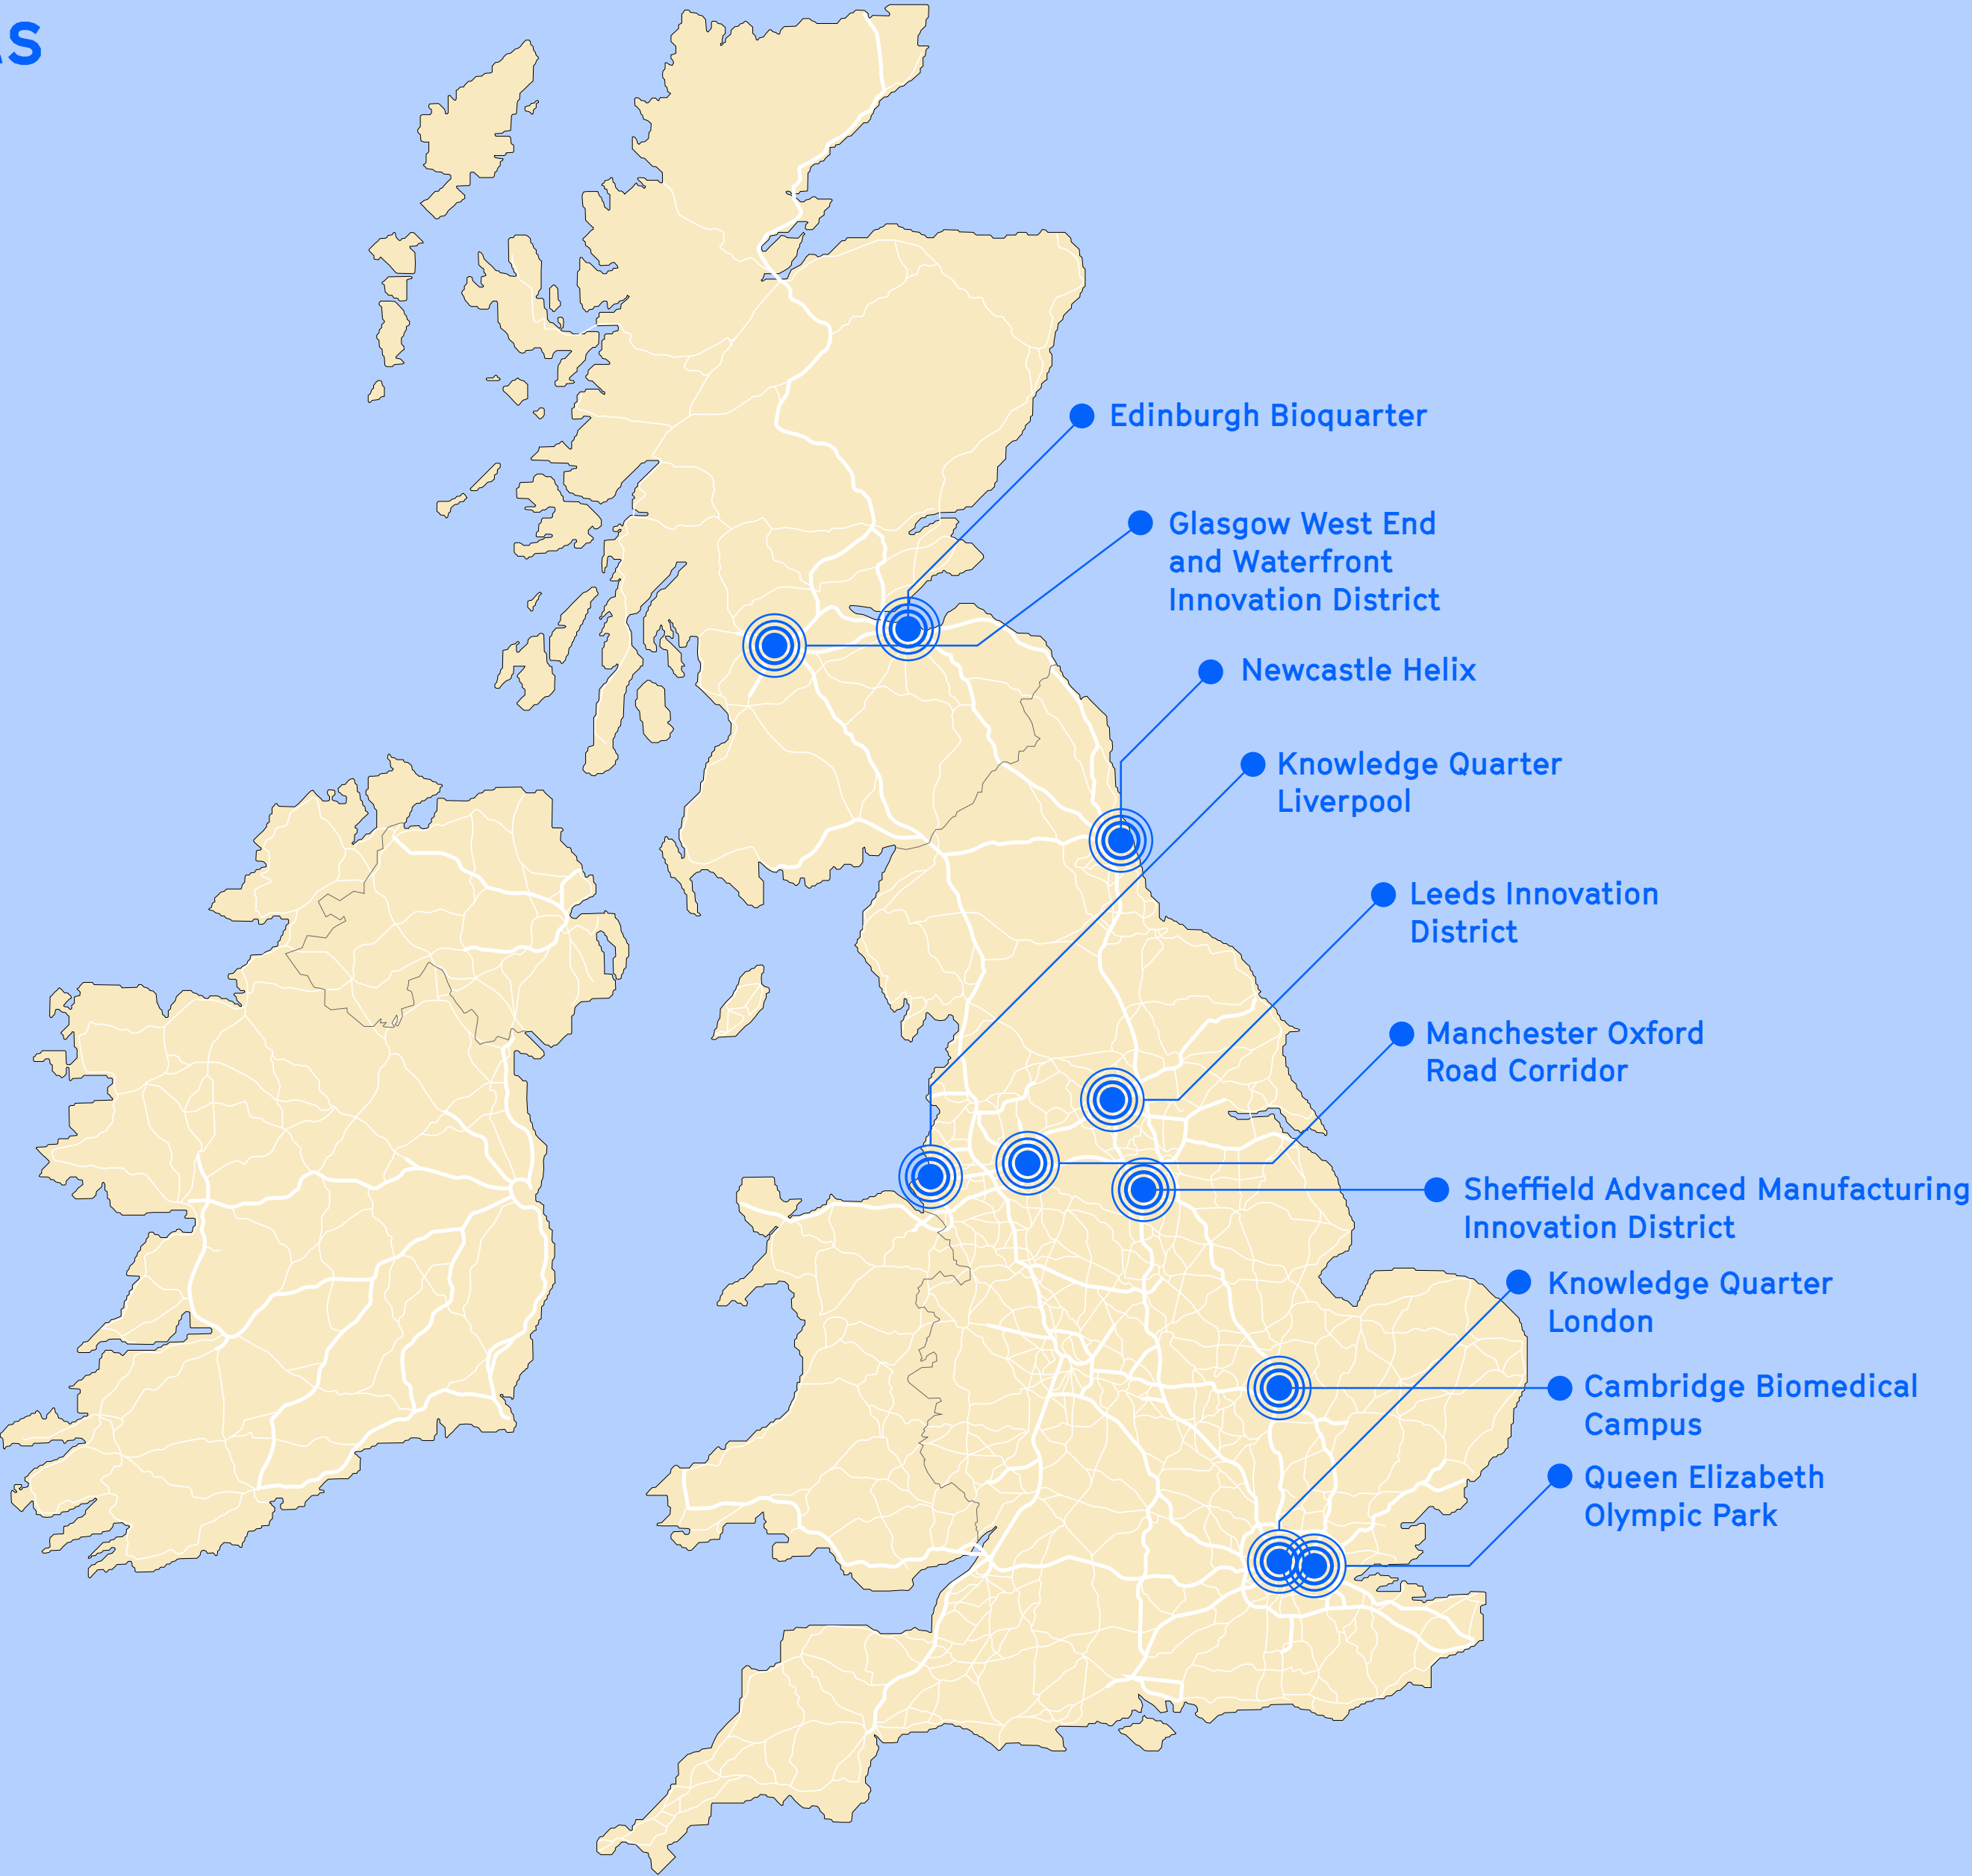 Edinburgh Bioquarter
Glasgow West End
and Waterfront
Innovation District
Newcastle Helix
Knowledge Quarter
Liverpool
Leeds Innovation
District
Manchester Oxford
Road Corridor
Sheffield Advanced Manufacturing
Innovation District
Knowledge Quarter
London
Cambridge Biomedical
Campus
Queen Elizabeth
Olympic Park